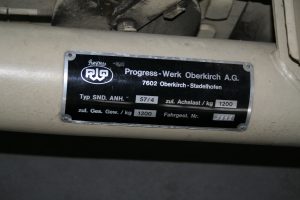 Progress
Progress-Werk Oberkirch A.G.
7602 Oberkirch-Stadelhofen
Typ SND. ANH. 57/4 zul. Achslast/kg 1200
zul. Ges. Gew./kg 1200 Fahrgest. Nr.